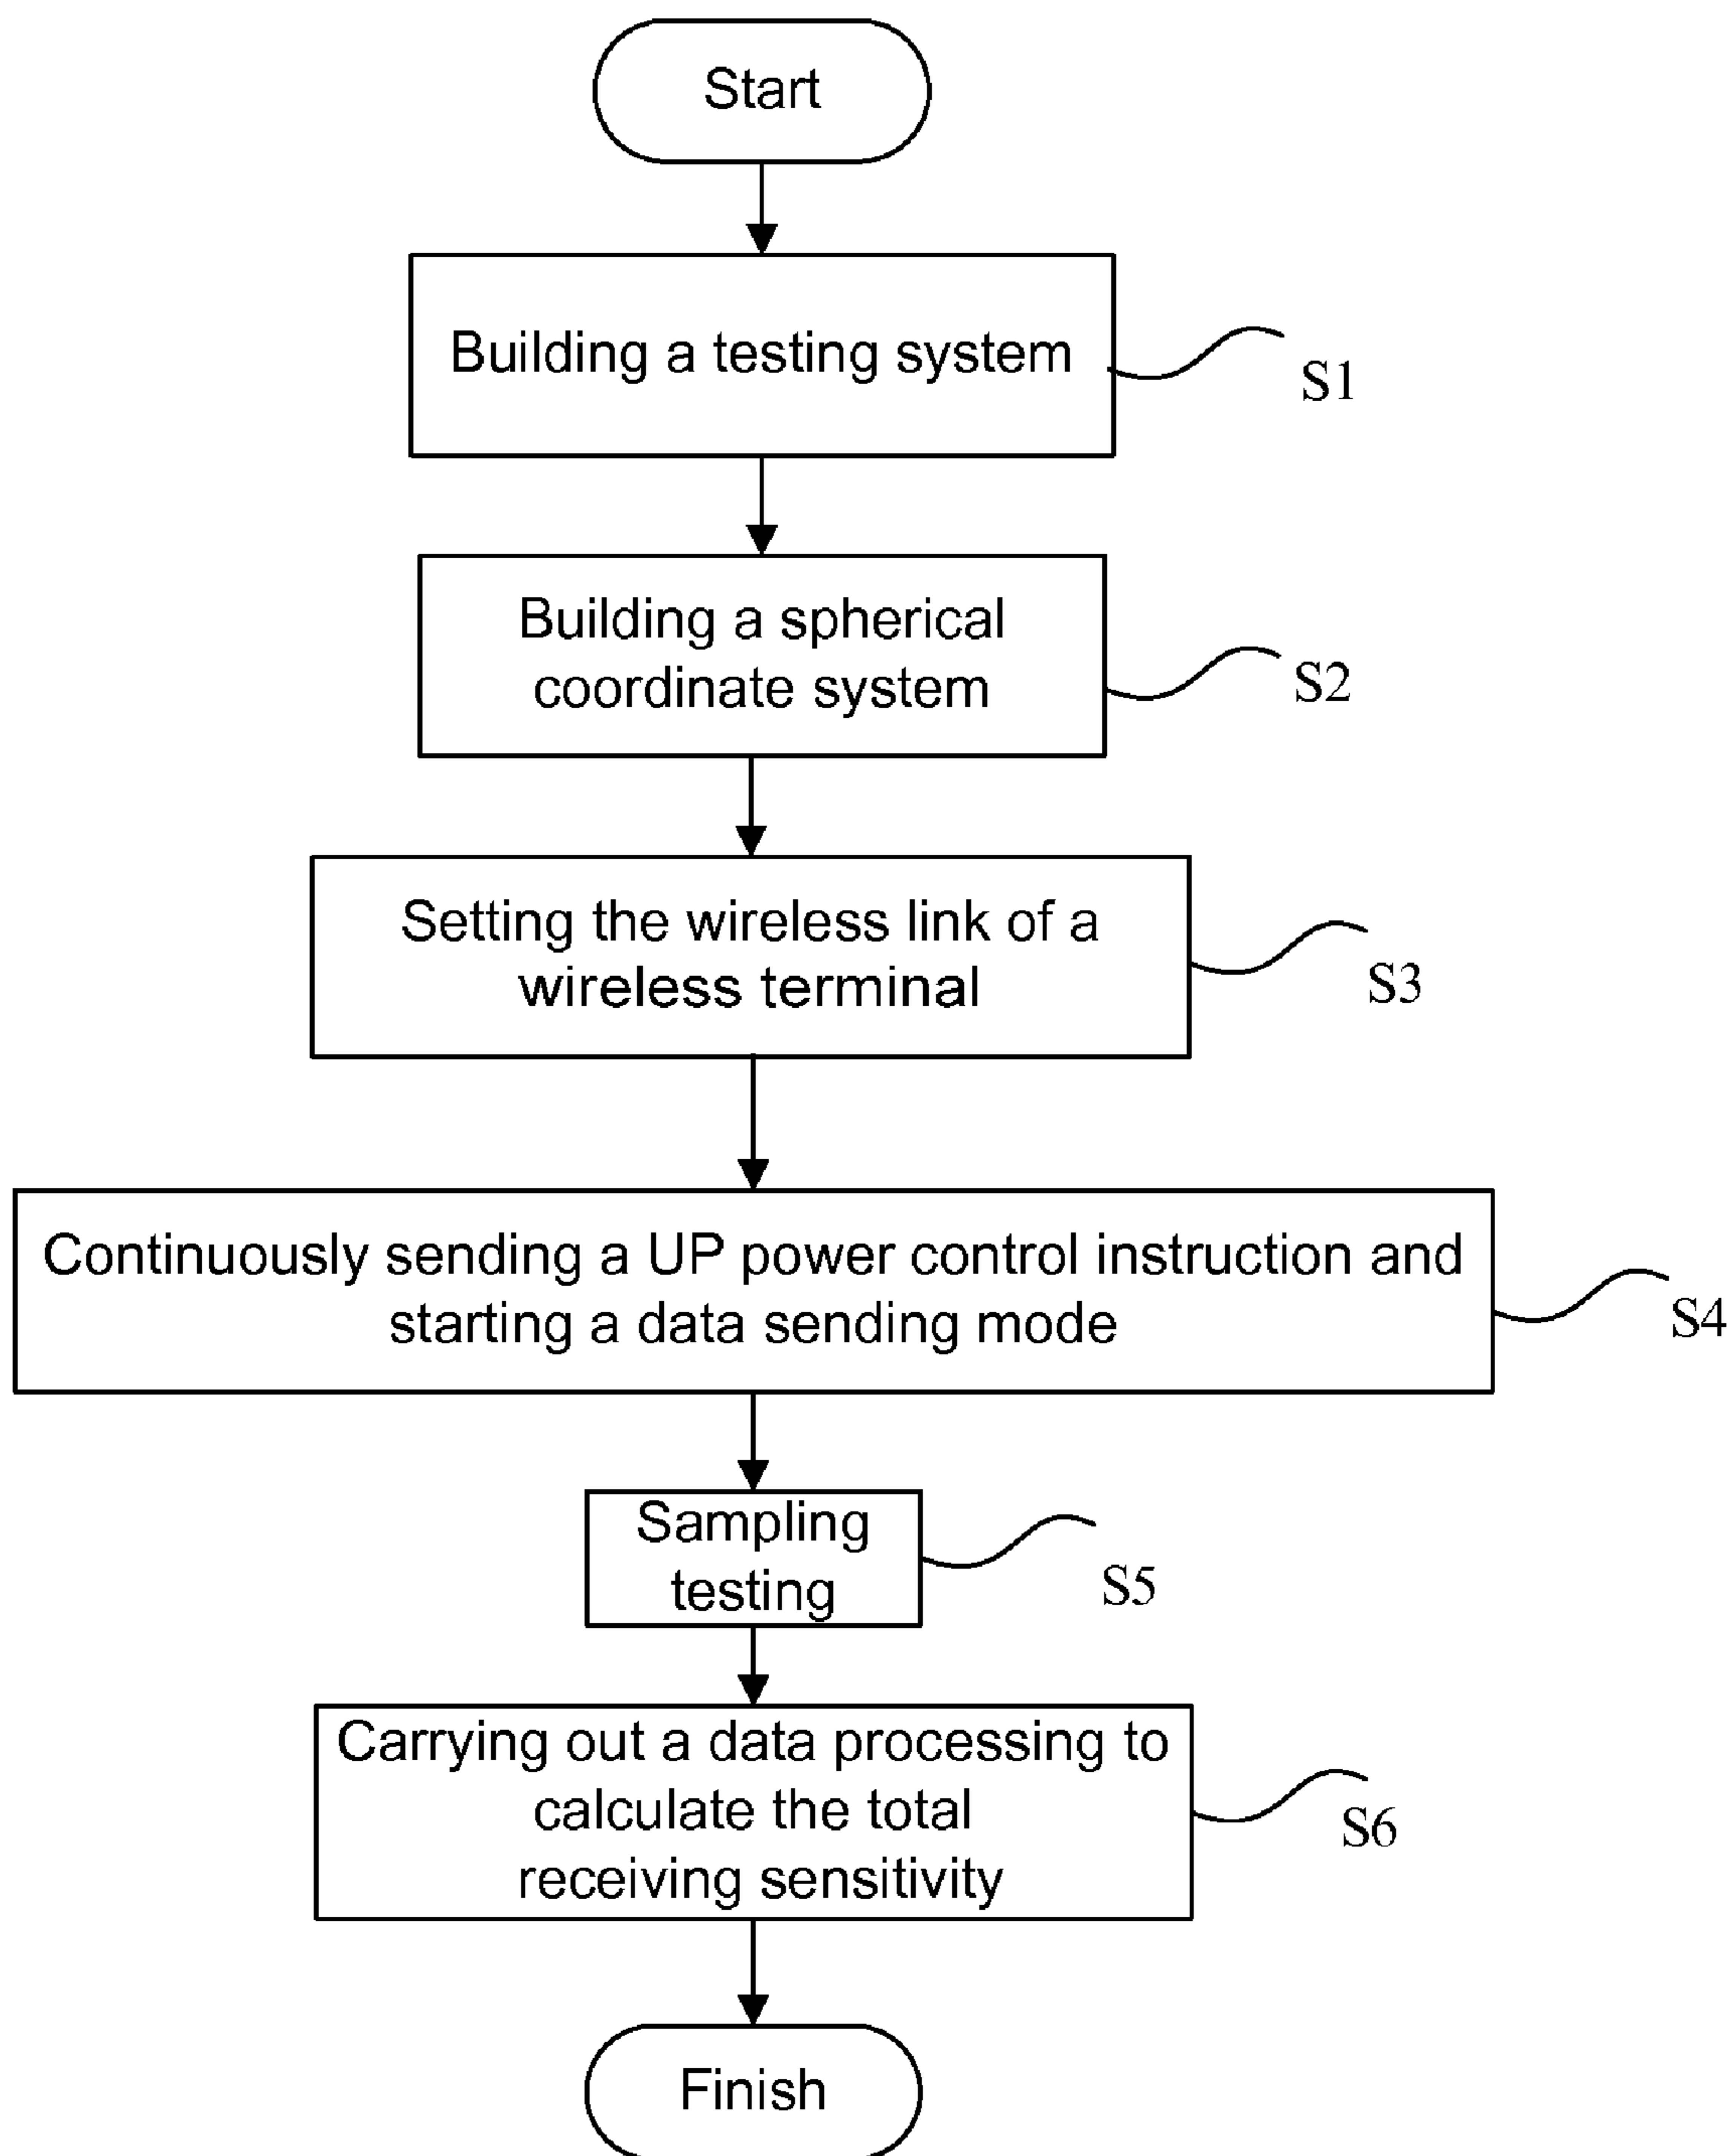 Start
Building a testing system
S1
Building a spherical
coordinate system
S2
Setting the wireless link of a
wireless terminal
S3
Continuously sending a UP power control instruction and
starting a data sending mode
S4
Sampling
testing
S5
Carrying out a data processing to
calculate the total
receiving sensitivity
S6
Finish